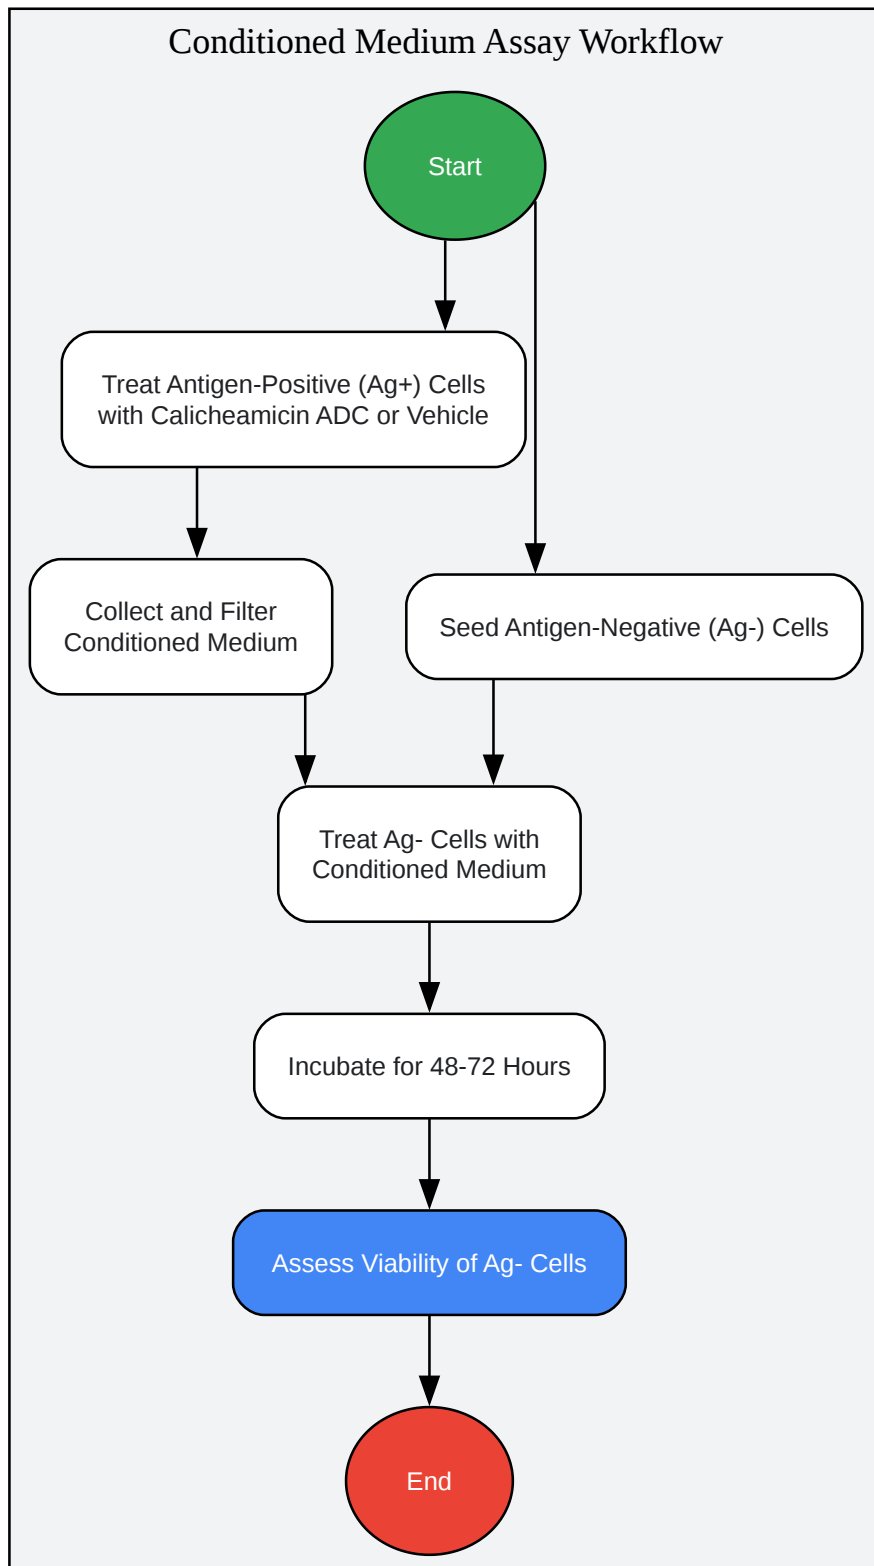 Conditioned Medium Assay Workflow
Start
Treat Antigen-Positive (Ag+) Cells
with Calicheamicin ADC or Vehicle
Collect and Filter
Conditioned Medium
Seed Antigen-Negative (Ag-) Cells
Treat Ag- Cells with
Conditioned Medium
Incubate for 48-72 Hours
Assess Viability of Ag- Cells
End